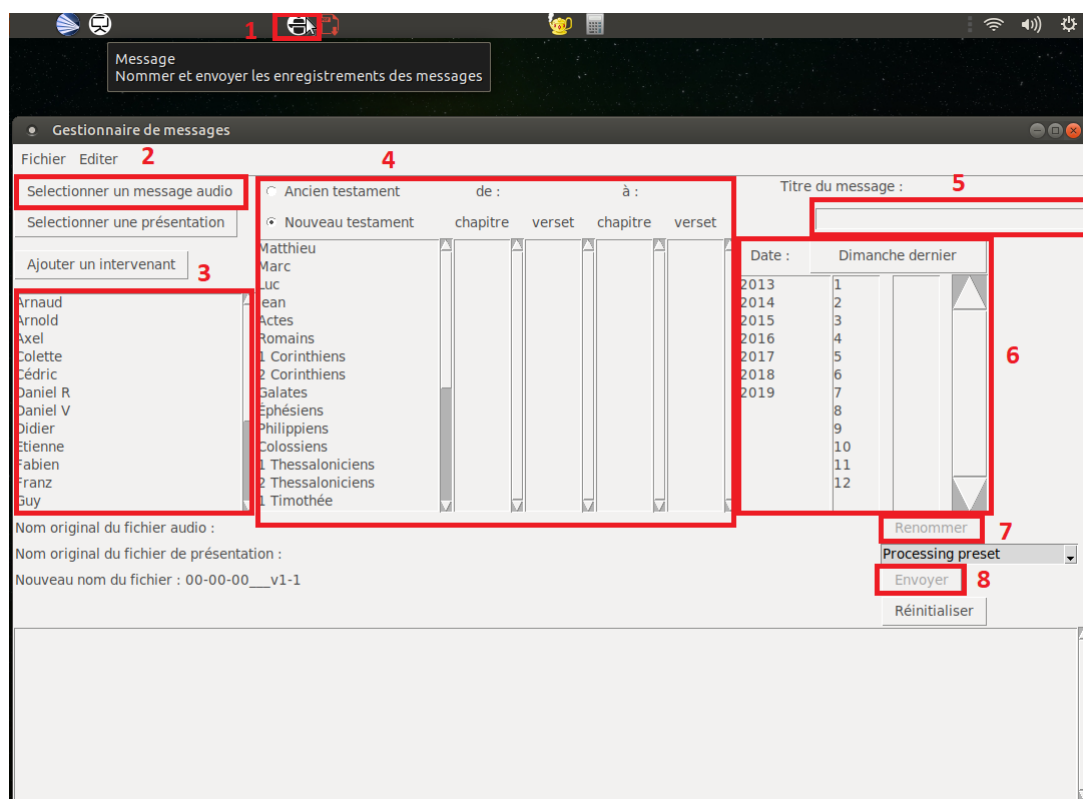 1
Message
Nommer et envoyer les enregistrements des messages
Gestionnaire de messages
Fichier Editer
2
4
Selectionner un message audio
Selectionner une présentation
Ajouter un intervenant
3
Arnaud
Arnold
Axel
Colette
Cédric
Daniel R
Daniel V
Didier
Etienne
Fabien
Franz
Guy
Ancien testament de : à :
Nouveau testament chapitre verset chapitre verset
Matthieu
Marc
Luc
Jean
Actes
Romains
1 Corinthiens
2 Corinthiens
Galates
Éphésiens
Philippiens
Colossiens
1 Thessaloniciens
2 Thessaloniciens
1 Timothée
Titre du message :
5
Date : Dimanche dernier
2013 1
2014 2
2015 3
2016 4
2017 5
2018 6
2019 7
8
9
10
11
12
6
Nom original du fichier audio :
Nom original du fichier de présentation :
Nouveau nom du fichier : 00-00-00___v1-1
Renommer
7
Processing preset
Envoyer
8
Réinitialiser